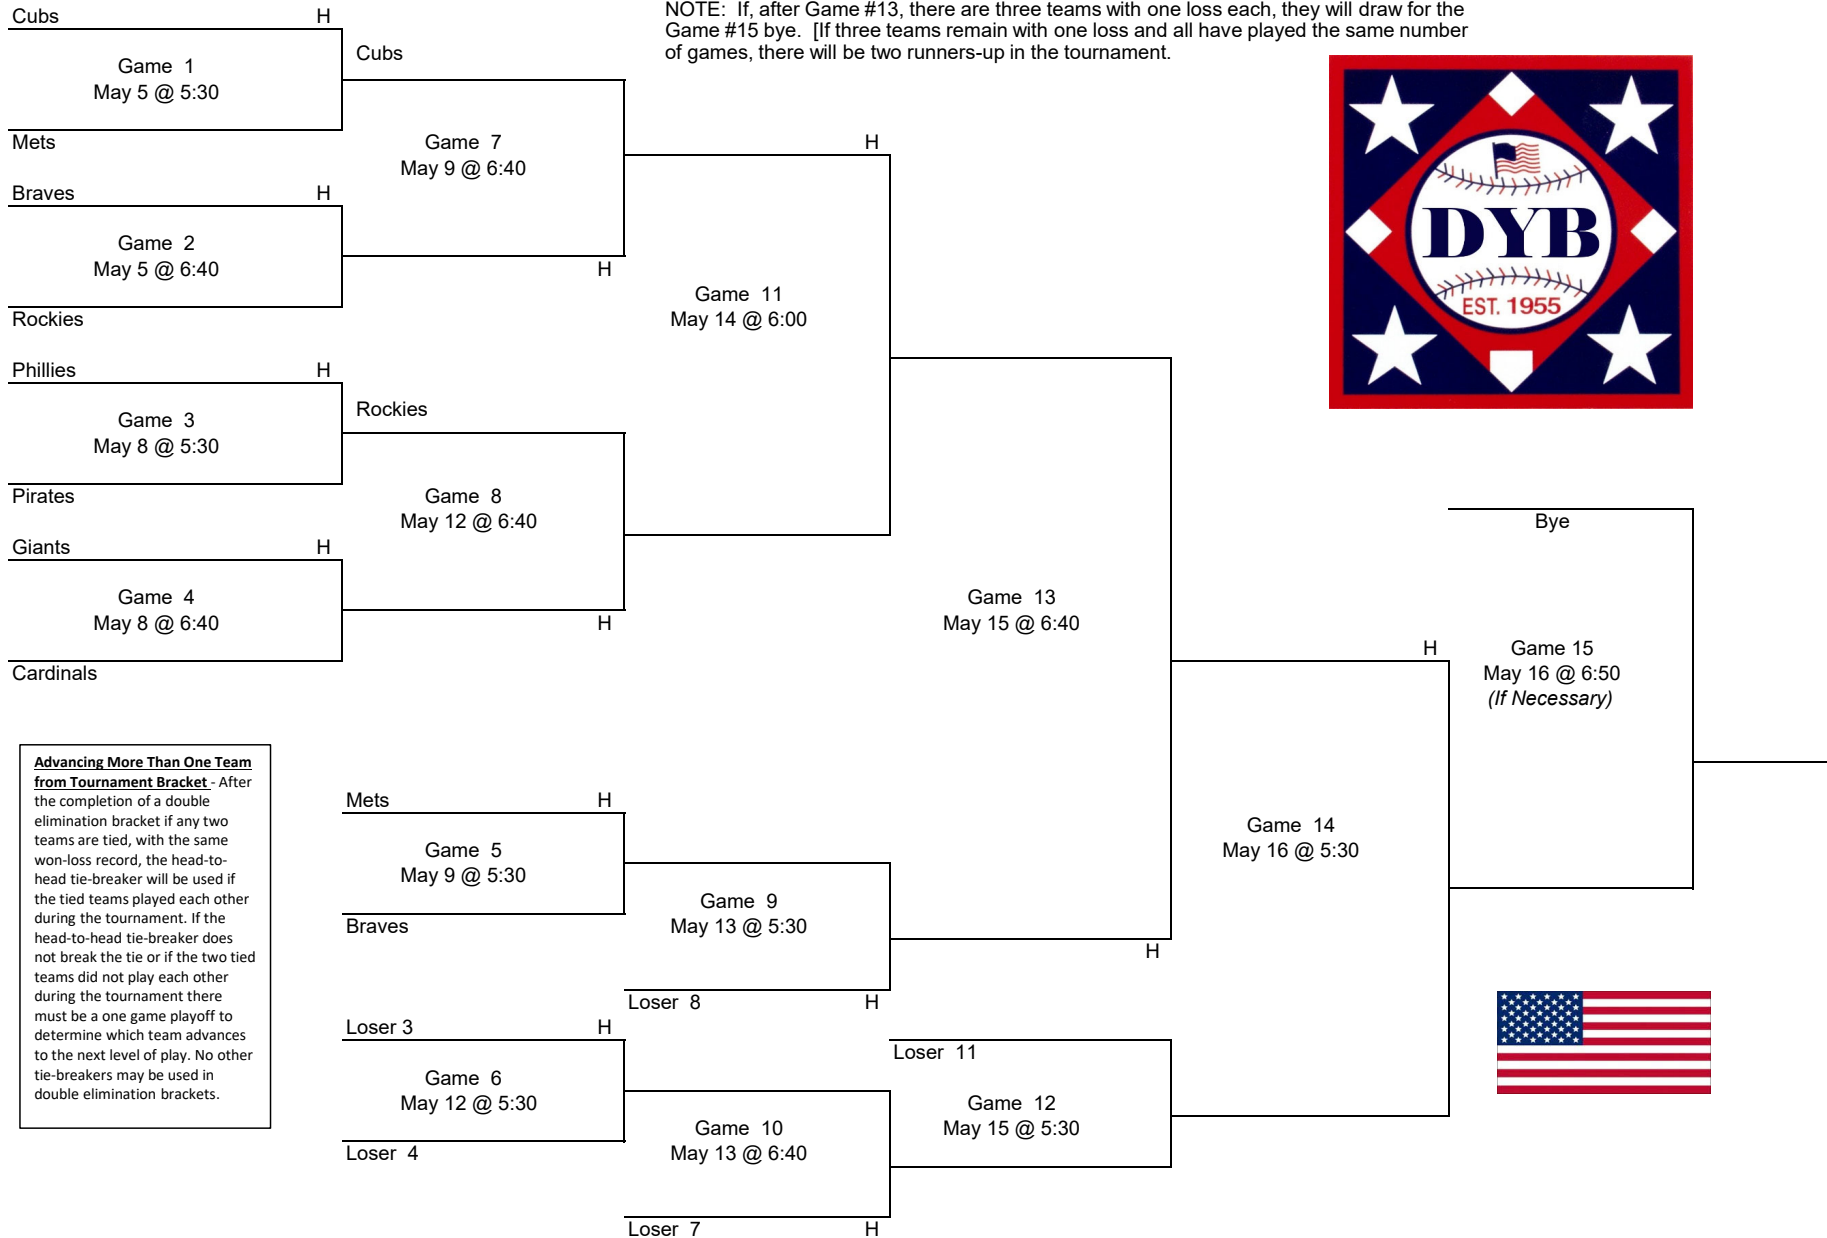 NOTE:  If, after Game #13, there are three teams with one loss each, they will draw for the
Game #15 bye.  [If three teams remain with one loss and all have played the same number
of games, there will be two runners-up in the tournament.
Cubs H
Game 1
May 5 @ 5:30
Mets
Braves H
Game 2
May 5 @ 6:40
Rockies
Phillies H
Game 3
May 8 @ 5:30
Pirates
Giants H
Game 4
May 8 @ 6:40
Cardinals
Cubs
Game 7
May 9 @ 6:40
H
Rockies
Game 8
May 12 @ 6:40
H
H
Game 11
May 14 @ 6:00
Game 13
May 15 @ 6:40
H
DYB
EST. 1955
Bye
H
Game 15
May 16 @ 6:50
(If Necessary)
Game 14
May 16 @ 5:30
Advancing More Than One Team
from Tournament Bracket - After
the completion of a double
elimination bracket if any two
teams are tied, with the same
won-loss record, the head-to-
head tie-breaker will be used if
the tied teams played each other
during the tournament. If the
head-to-head tie-breaker does
not break the tie or if the two tied
teams did not play each other
during the tournament there
must be a one game playoff to
determine which team advances
to the next level of play. No other
tie-breakers may be used in
double elimination brackets.
Mets H
Game 5
May 9 @ 5:30
Braves
Game 9
May 13 @ 5:30
Loser 8 H
Loser 3 H
Game 6
May 12 @ 5:30
Loser 4
Game 10
May 13 @ 6:40
Loser 7 H
Loser 11
Game 12
May 15 @ 5:30